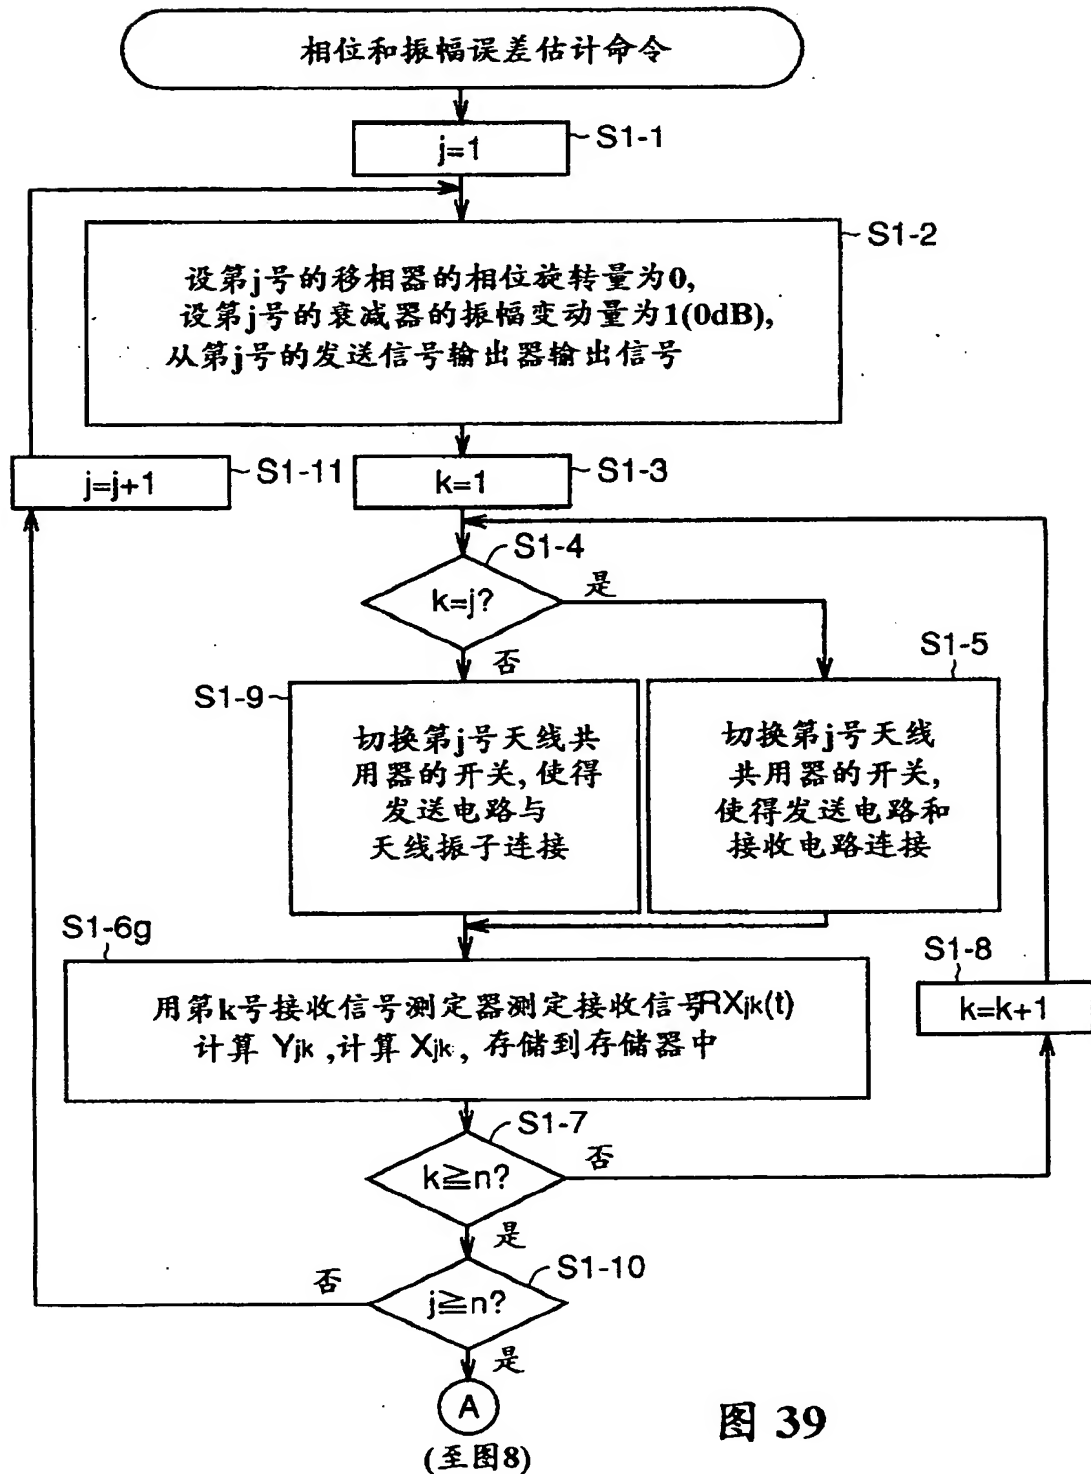 相位和振幅误差估计命令
j=1
S1-1
S1-2
设第j号的移相器的相位旋转量为0,
设第j号的衰减器的振幅变动量为1(0dB),
从第j号的发送信号输出器输出信号
j=j+1
S1-11
k=1
S1-3
S1-4
k=j?
是
否
S1-5
S1-9
切换第j号天线共
用器的开关, 使得
发送电路与
天线振子连接
切换第j号天线
共用器的开关,
使得发送电路和
接收电路连接
S1-6g
用第k号接收信号测定器测定接收信号RXjk(t)
计算 Yjk ,计算 Xjk, 存储到存储器中
S1-8
k=k+1
S1-7
k≧n?
否
是
S1-10
j≧n?
否
是
A
(至图8)
图 39